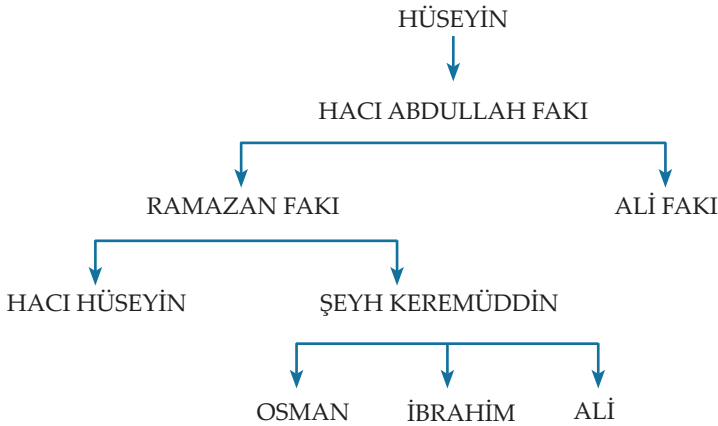 HÜSEYİN
HACI ABDULLAH FAKI
RAMAZAN FAKI ALİ FAKI
HACI HÜSEYİN ŞEYH KEREMÜDDİN
OSMAN İBRAHİM ALİ